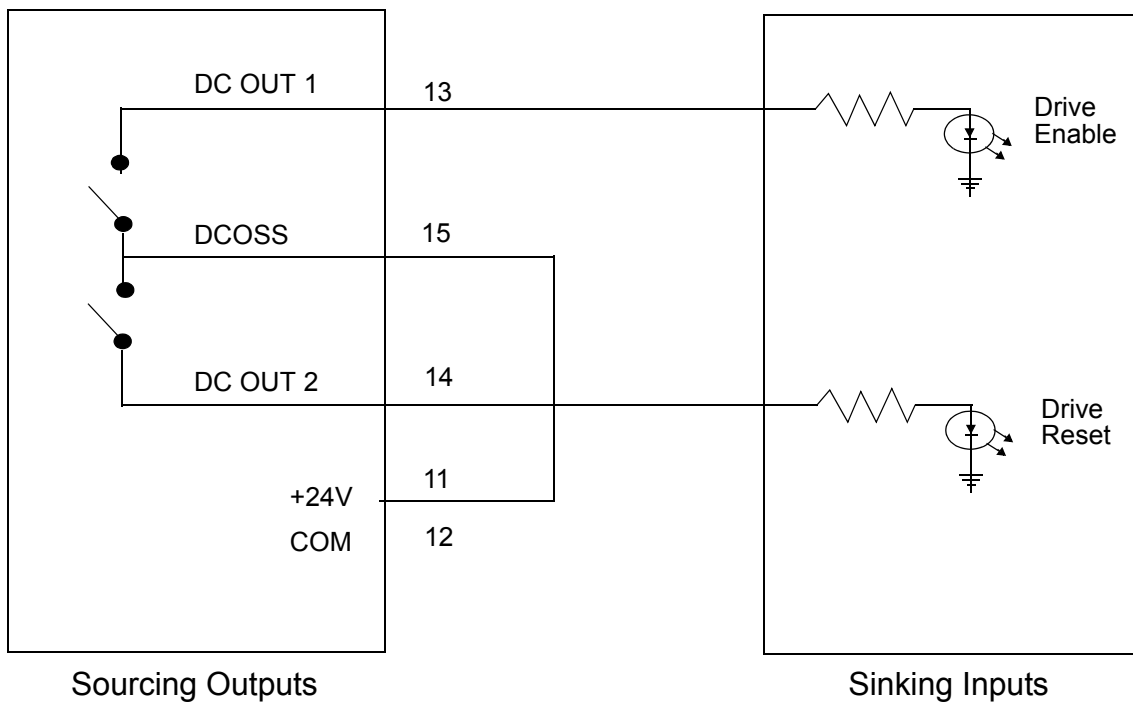 DC OUT 1
13
Drive
Enable
DCOSS
15
DC OUT 2
14
Drive
Reset
+24V
11
COM
12
Sourcing Outputs
Sinking Inputs